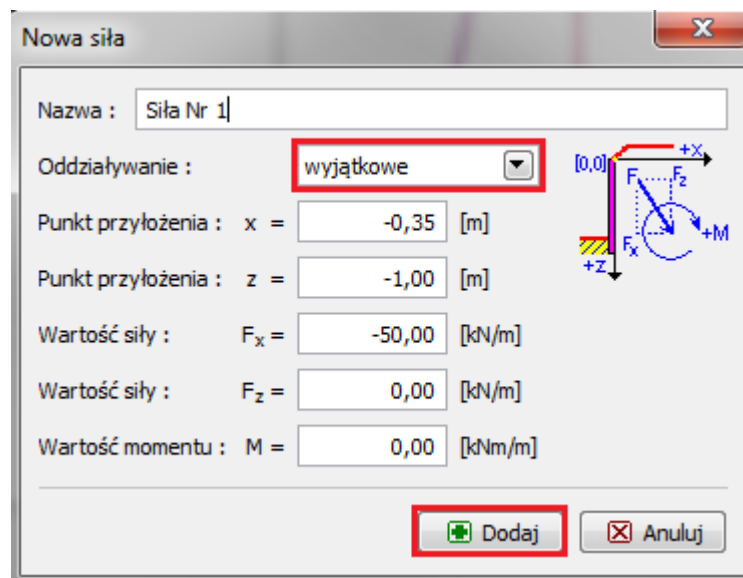 Nowa siła
Nazwa : Siła Nr 1
Oddziaływanie : wyjątkowe
Punkt przyłożenia : x = -0,35 [m]
Punkt przyłożenia : z = -1,00 [m]
Wartość siły : Fx = -50,00 [kN/m]
Wartość siły : Fz = 0,00 [kN/m]
Wartość momentu : M = 0,00 [kNm/m]
[0,0] +x
F Fz
Fx +M
+z
Dodaj Anuluj